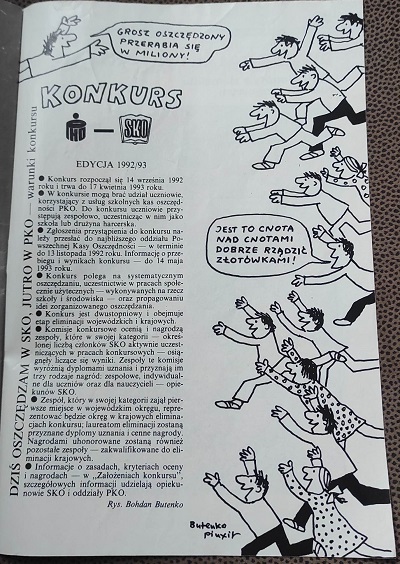 GROSZ OSZCZĘDZONY
PRZERABIA SIĘ
W MILIONY!
KONKURS
PKO — SKO
EDYCJA 1992/93
● Konkurs rozpoczął się 14 września 1992
roku i trwa do 17 kwietnia 1993 roku.
● W konkursie mogą brać udział uczniowie,
korzystający z usług szkolnych kas oszczęd-
ności PKO. Do konkursu uczniowie przy-
stępują zespołowo, uczestnicząc w nim jako
szkoła lub drużyna harcerska.
● Zgłoszenia przystąpienia do konkursu na-
leży przesłać do najbliższego oddziału Po-
wszechnej Kasy Oszczędności — w terminie
do 13 listopada 1992 roku. Informacje o prze-
biegu i wynikach konkursu — do 14 maja
1993 roku.
● Konkurs polega na systematycznym
oszczędzaniu, uczestnictwie w pracach społe-
cznie użytecznych — wykonywanych na rzecz
szkoły i środowiska — oraz propagowaniu
idei zorganizowanego oszczędzania.
● Konkurs jest dwustopniowy i obejmuje
etap eliminacji wojewódzkich i krajowych.
● Komisje konkursowe ocenią i nagrodzą
zespoły, które w swojej kategorii — okreś-
lonej liczbą członków SKO aktywnie uczest-
niczących w pracach konkursowych — osią-
gnęły liczące się wyniki. Zespoły te komisje
wyróżnią dyplomami uznania i przyznają im
trzy rodzaje nagród: zespołowe, indywidual-
ne dla uczniów oraz dla nauczycieli — opie-
kunów SKO.
● Zespół, który w swojej kategorii zajął pier-
wsze miejsce w wojewódzkim okręgu, repre-
zentować będzie okręg w krajowych elimina-
cjach konkursu; laureatom eliminacji zostaną
przyznane dyplomy uznania i cenne nagrody.
Nagrodami uhonorowane zostaną również
pozostałe zespoły — zakwalifikowane do eli-
minacji krajowych.
● Informacje o zasadach, kryteriach oceny
i nagrodach — w „Założeniach konkursu",
szczegółowych informacji udzielają opieku-
nowie SKO i oddziały PKO.
Rys. Bohdan Butenko
DZIŚ OSZCZĘDZAM W SKO, JUTRO W PKO — warunki konkursu
JEST TO CNOTA
NAD CNOTAMI
DOBRZE RZĄDZIĆ
ZŁOTÓWKAMI!
Butenko
pinxit